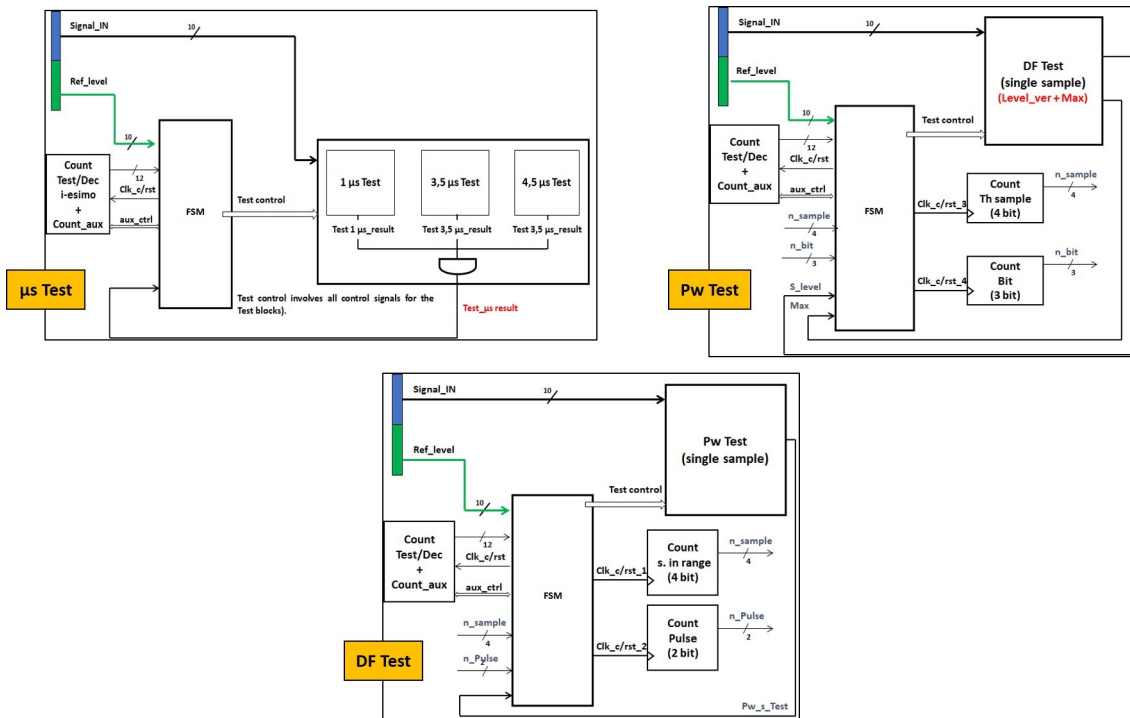 Signal_IN
10
Ref_level
10
Count
Test/Dec
i-esimo
+
Count_aux
12
Clk_c/rst
aux_ctrl
FSM
Test control
1 µs Test
3,5 µs Test
4,5 µs Test
Test 1 µs_result
Test 3,5 µs_result
Test 3,5 µs_result
µs Test
Test control involves all control signals for the
Test blocks).
Test_µs result
Signal_IN
10
DF Test
(single sample)
(Level_ver + Max)
Ref_level
10
Test control
Count
Test/Dec
+
Count_aux
12
Clk_c/rst
aux_ctrl
n_sample
4
n_bit
3
S_level
Max
FSM
Clk_c/rst_3
Count
Th sample
(4 bit)
n_sample
4
Clk_c/rst_4
Count
Bit
(3 bit)
n_bit
3
Pw Test
Signal_IN
10
Pw Test
(single sample)
Ref_level
10
Test control
Count
Test/Dec
+
Count_aux
12
Clk_c/rst
aux_ctrl
n_sample
4
n_Pulse
2
FSM
Clk_c/rst_1
Count
s. in range
(4 bit)
n_sample
4
Clk_c/rst_2
Count
Pulse
(2 bit)
n_Pulse
2
DF Test
Pw_s_Test